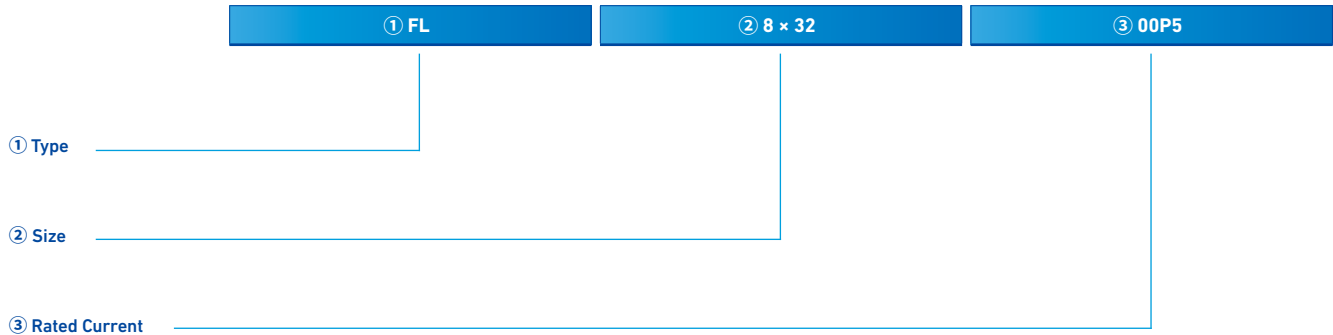 ① FL
② 8 × 32
③ 00P5
① Type
② Size
③ Rated Current